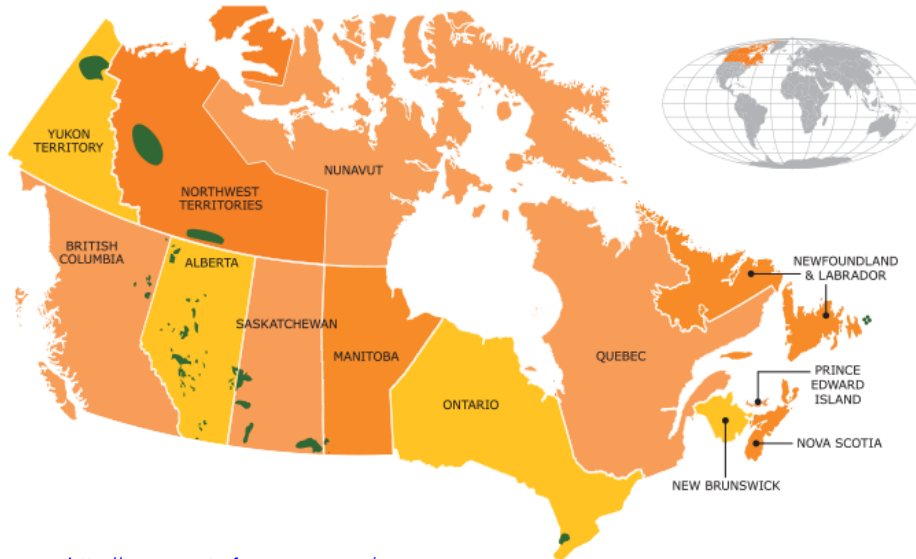 YUKON
TERRITORY
NUNAVUT
NORTHWEST
TERRITORIES
BRITISH
COLUMBIA
ALBERTA
NEWFOUNDLAND
& LABRADOR
SASKATCHEWAN
MANITOBA
QUEBEC
PRINCE
EDWARD
ISLAND
ONTARIO
NOVA SCOTIA
NEW BRUNSWICK